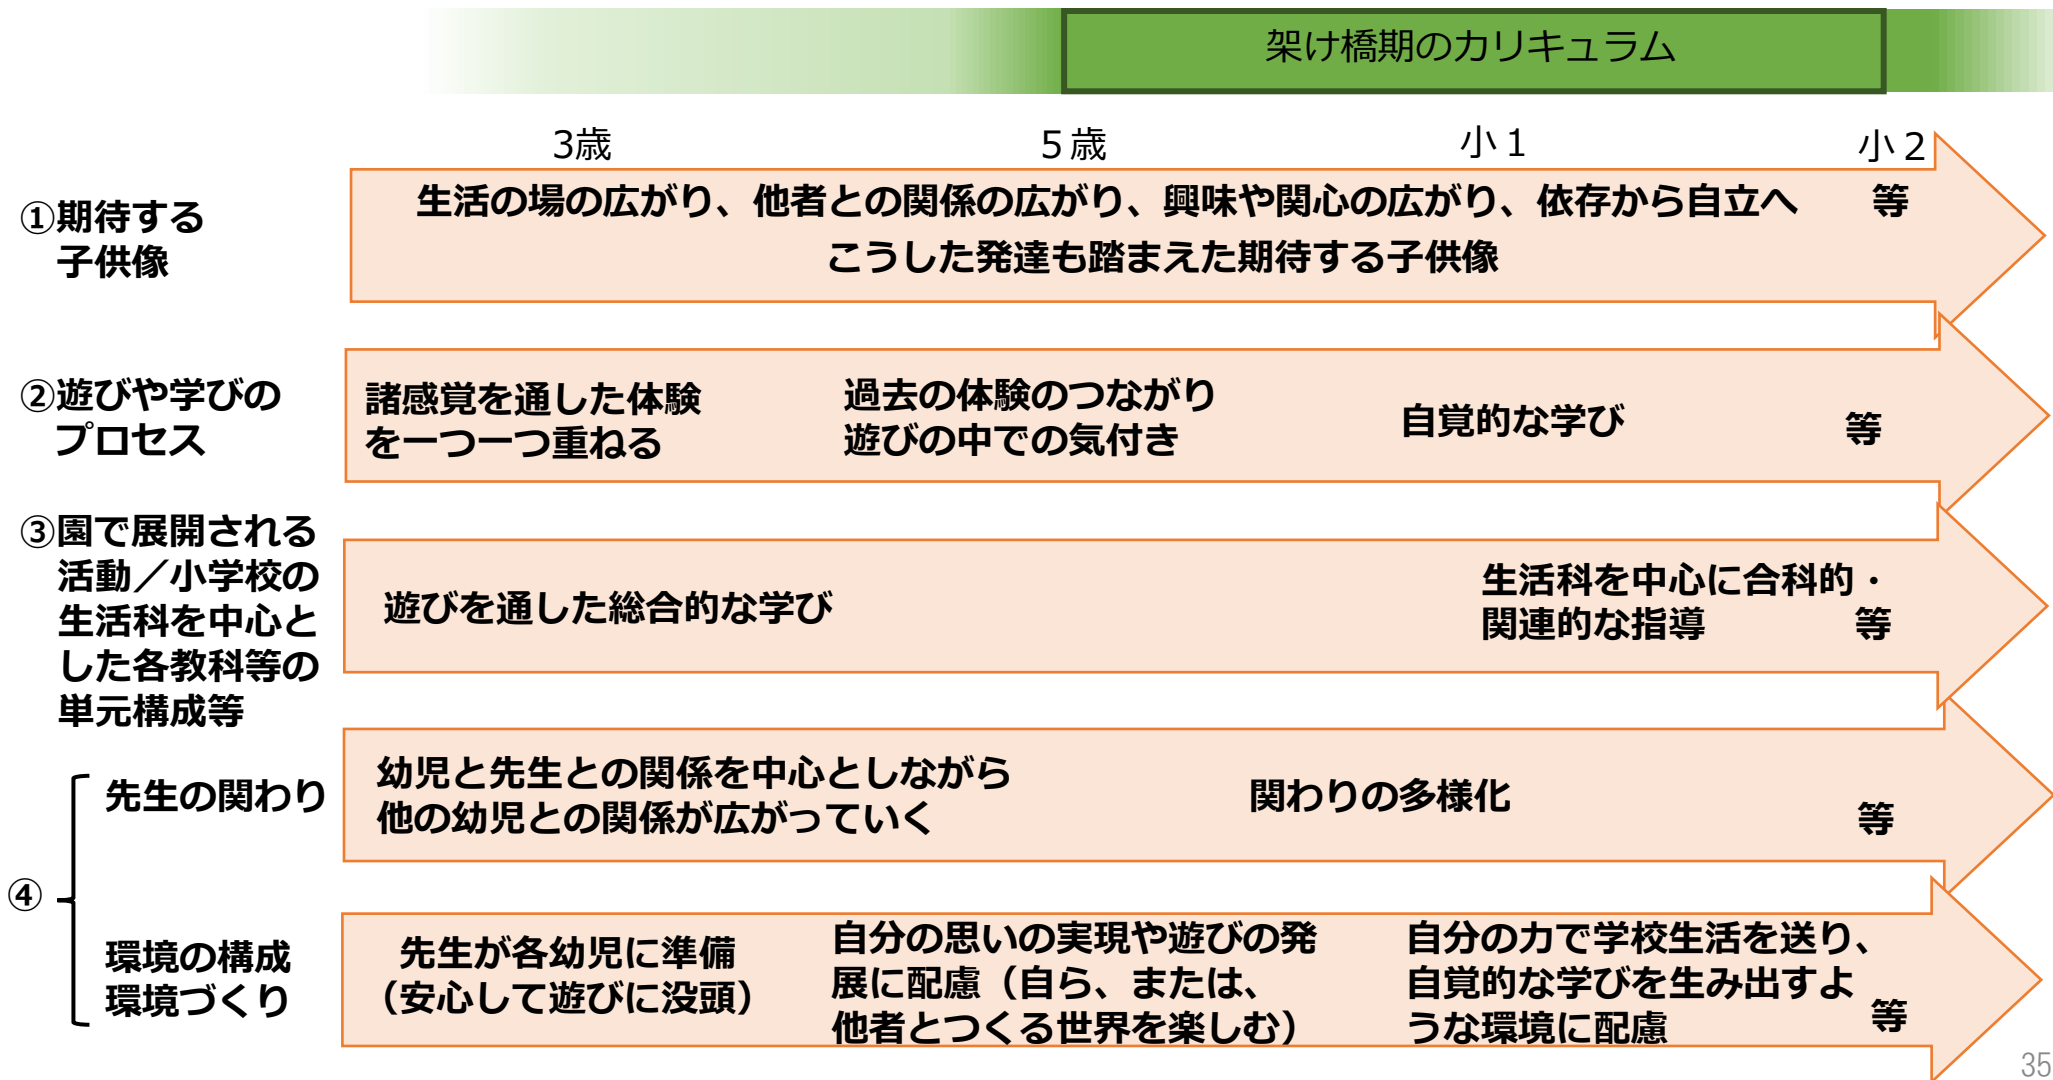 架け橋期のカリキュラム
3歳
5歳
小1
小2
①期待する
子供像
生活の場の広がり、他者との関係の広がり、興味や関心の広がり、依存から自立へ 等
こうした発達も踏まえた期待する子供像
②遊びや学びの
プロセス
諸感覚を通した体験
を一つ一つ重ねる
過去の体験のつながり
遊びの中での気付き
自覚的な学び
等
③園で展開される
活動／小学校の
生活科を中心と
した各教科等の
単元構成等
遊びを通した総合的な学び
生活科を中心に合科的・
関連的な指導 等
④
先生の関わり
幼児と先生との関係を中心としながら
他の幼児との関係が広がっていく
関わりの多様化
等
環境の構成
環境づくり
先生が各幼児に準備
（安心して遊びに没頭）
自分の思いの実現や遊びの発
展に配慮（自ら、または、
他者とつくる世界を楽しむ）
自分の力で学校生活を送り、
自覚的な学びを生み出すよ
うな環境に配慮
等
35